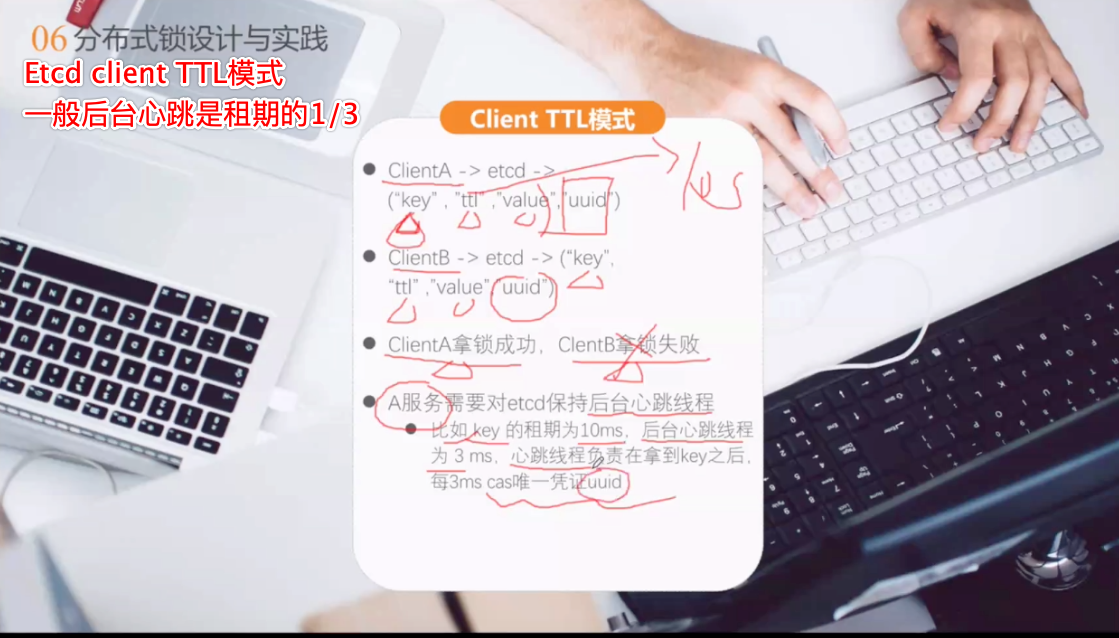 06 分布式锁设计与实践
Etcd client TTL模式
一般后台心跳是租期的1/3
Client TTL模式
ClientA -> etcd ->
(“key” , ”ttl” ,”value”,”uuid”)
ClientB -> etcd -> (“key”,
“ttl” ,”value”,”uuid”)
ClientA拿锁成功，ClentB拿锁失败
A服务需要对etcd保持后台心跳线程
比如 key 的租期为10ms，后台心跳线程
为 3 ms，心跳线程负责在拿到key之后，
每3ms cas唯一凭证uuid